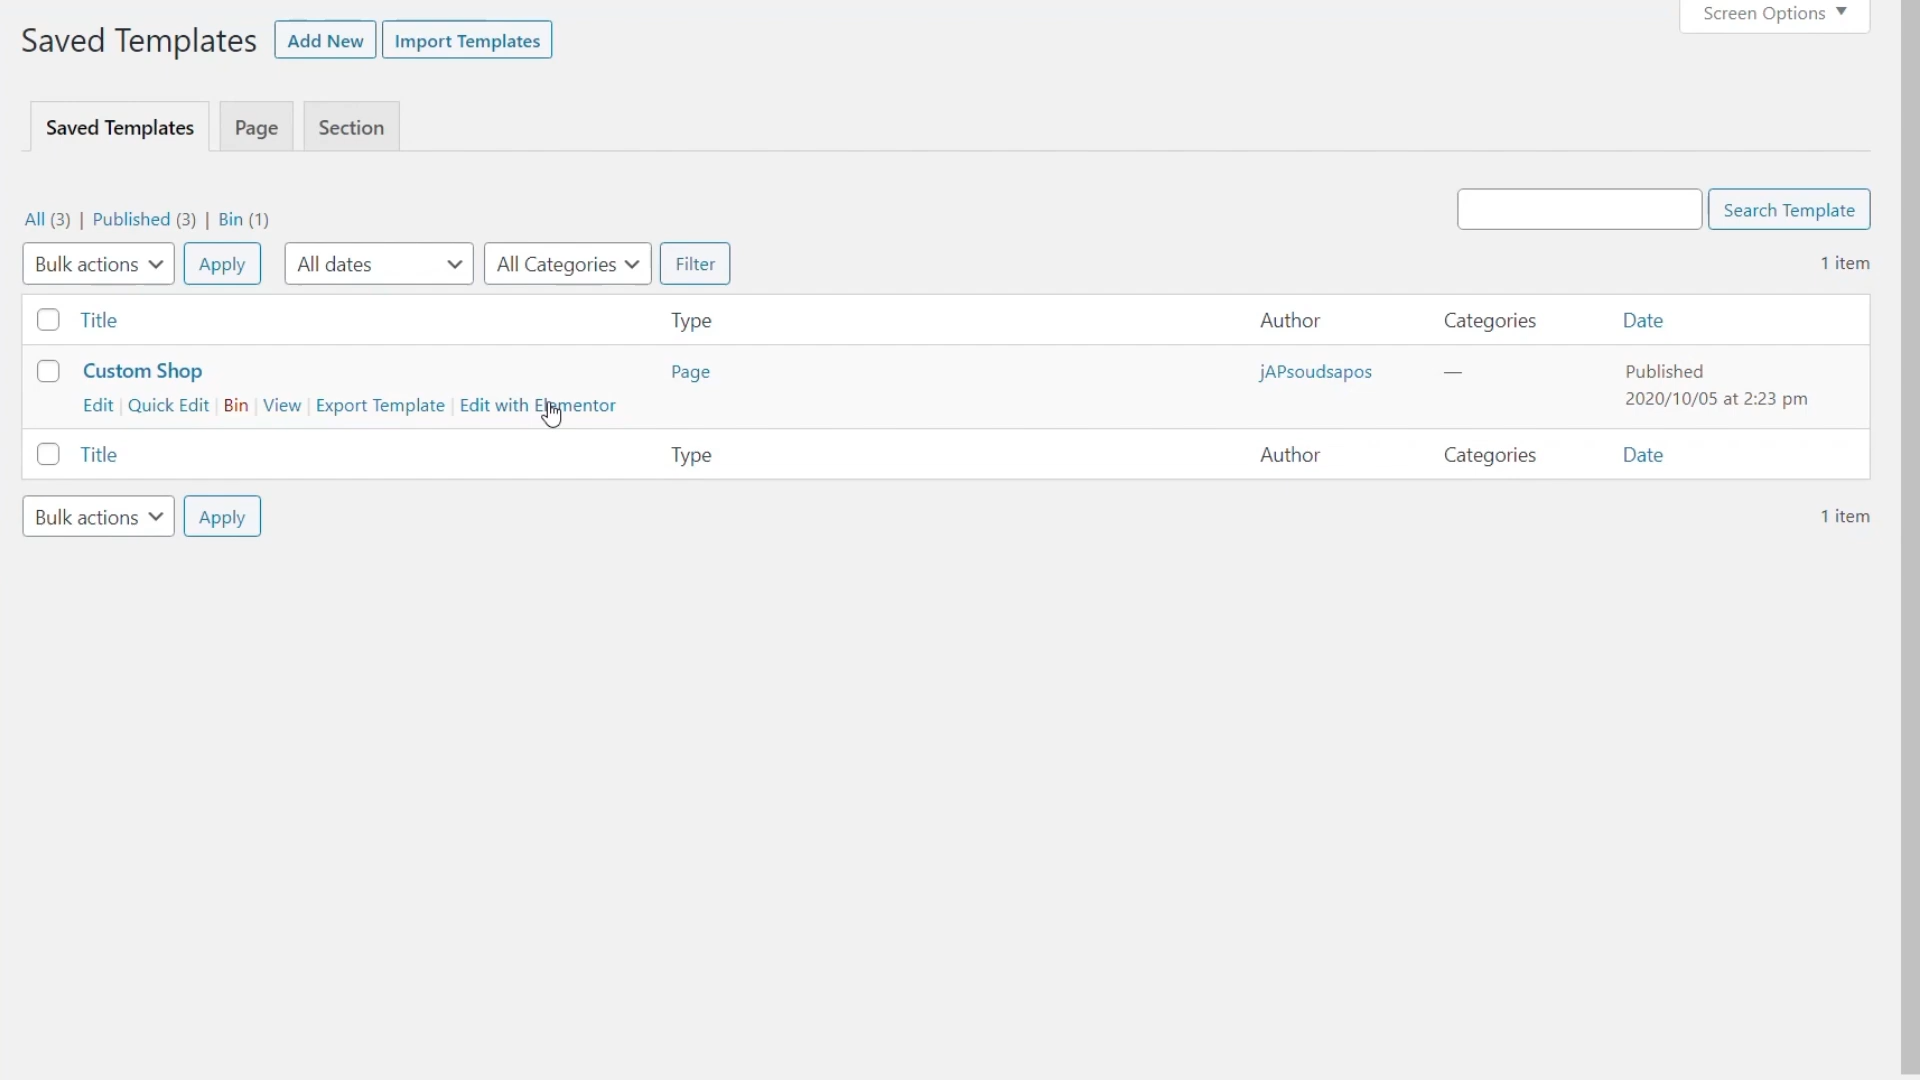 Screen Options
Saved Templates Add New Import Templates
Saved Templates Page Section
All (3) | Published (3) | Bin (1)
Search Template
Bulk actions Apply All dates All Categories Filter 1 item
Title Type Author Categories Date
Custom Shop Page jAPsoudsapos — Published
Edit | Quick Edit | Bin | View | Export Template | Edit with Elementor 2020/10/05 at 2:23 pm
Title Type Author Categories Date
Bulk actions Apply 1 item